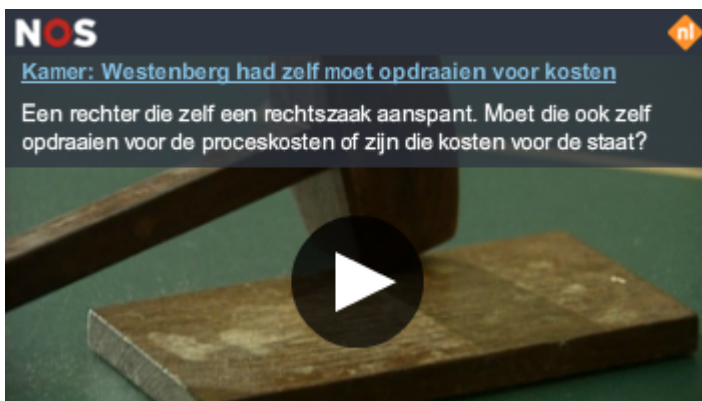 NOS
nl
Kamer: Westenberg had zelf moet opdraaien voor kosten
Een rechter die zelf een rechtszaak aanspant. Moet die ook zelf
opdraaien voor de proceskosten of zijn die kosten voor de staat?